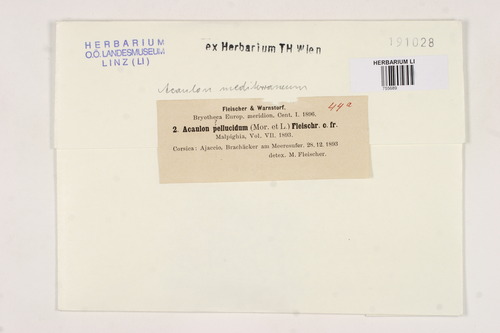 HERBARIUM
O.Ö. LANDESMUSEUM
LINZ (LI)
ex Herbarium TH Wien
191028
HERBARIUM LI
Acaulon mediterraneum
Fleischer & Warnstorf.
Bryotheca Europ. meridion. Cent. I. 1896.
44a
2. Acaulon pellucidum (Mor. et L.) Fleischr. c. fr.
Malpighia, Vol. VII. 1893.
Corsica: Ajaccio, Brachäcker am Meeresufer. 28. 12. 1893
detex. M. Fleischer.